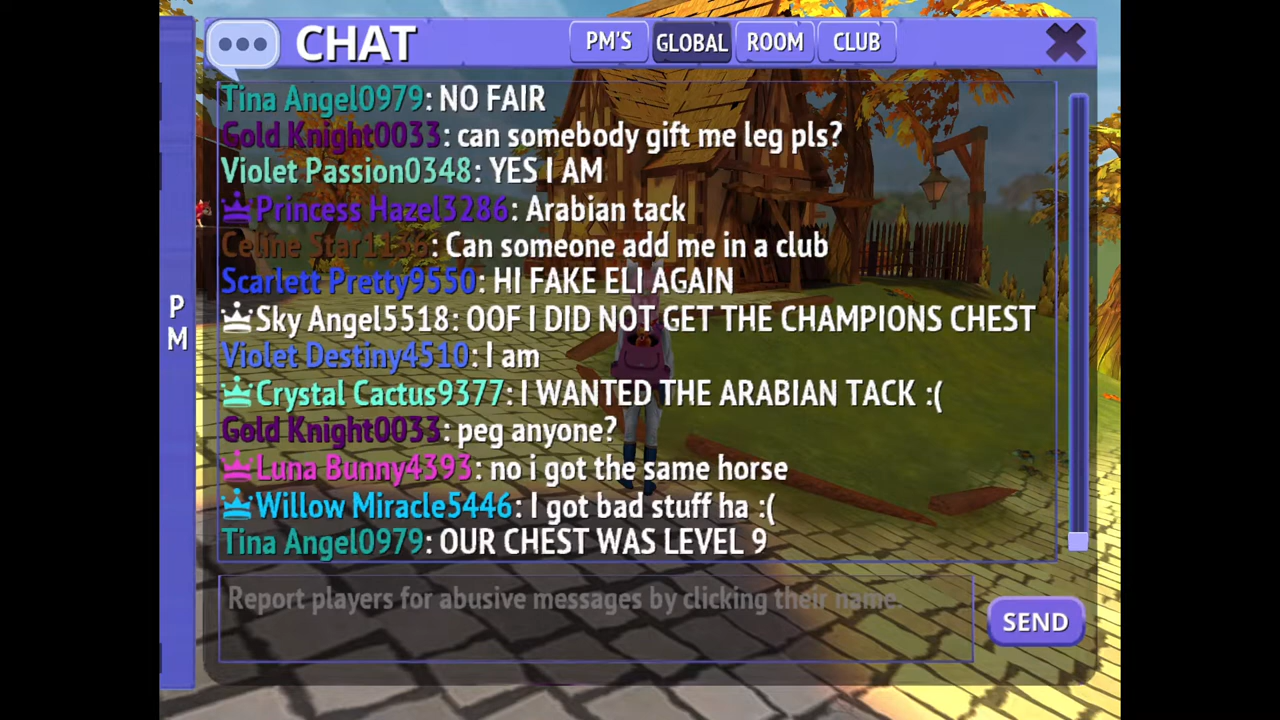 CHAT
PM'S GLOBAL ROOM CLUB
Tina Angel0979: NO FAIR
Gold Knight0033: can somebody gift me leg pls?
Violet Passion0348: YES I AM
Princess Hazel3286: Arabian tack
Celine Star1136: Can someone add me in a club
Scarlett Pretty9550: HI FAKE ELI AGAIN
Sky Angel5518: OOF I DID NOT GET THE CHAMPIONS CHEST
Violet Destiny4510: I am
Crystal Cactus9377: I WANTED THE ARABIAN TACK :(
Gold Knight0033: peg anyone?
Luna Bunny4393: no i got the same horse
Willow Miracle5446: I got bad stuff ha :(
Tina Angel0979: OUR CHEST WAS LEVEL 9
Report players for abusive messages by clicking their name.
SEND
P
M